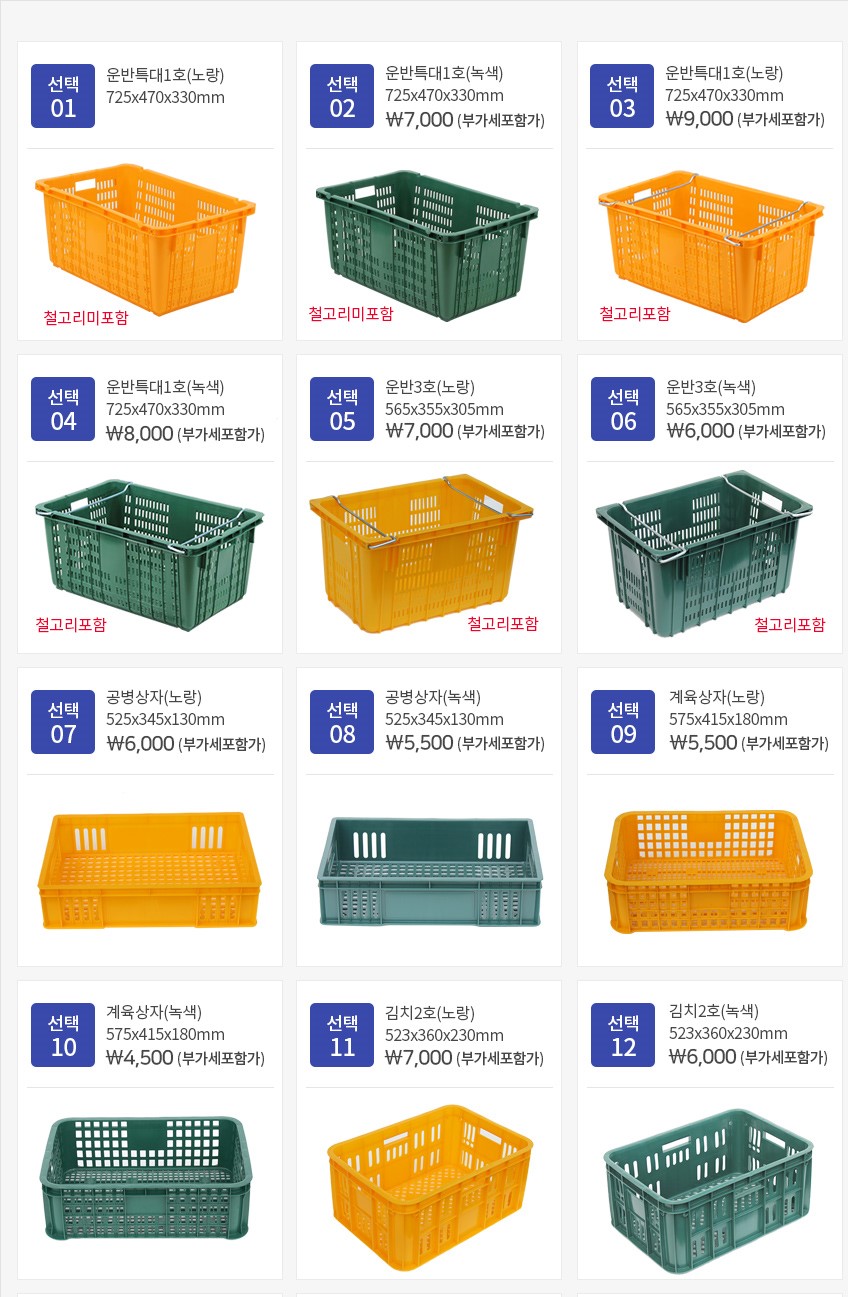 선택
01
운반특대1호(노랑)
725x470x330mm
철고리미포함
선택
02
운반특대1호(녹색)
725x470x330mm
₩7,000 (부가세포함가)
철고리미포함
선택
03
운반특대1호(노랑)
725x470x330mm
₩9,000 (부가세포함가)
철고리포함
선택
04
운반특대1호(녹색)
725x470x330mm
₩8,000 (부가세포함가)
철고리포함
선택
05
운반3호(노랑)
565x355x305mm
₩7,000 (부가세포함가)
철고리포함
선택
06
운반3호(녹색)
565x355x305mm
₩6,000 (부가세포함가)
철고리포함
선택
07
공병상자(노랑)
525x345x130mm
₩6,000 (부가세포함가)
선택
08
공병상자(녹색)
525x345x130mm
₩5,500 (부가세포함가)
선택
09
계육상자(노랑)
575x415x180mm
₩5,500 (부가세포함가)
선택
10
계육상자(녹색)
575x415x180mm
₩4,500 (부가세포함가)
선택
11
김치2호(노랑)
523x360x230mm
₩7,000 (부가세포함가)
선택
12
김치2호(녹색)
523x360x230mm
₩6,000 (부가세포함가)